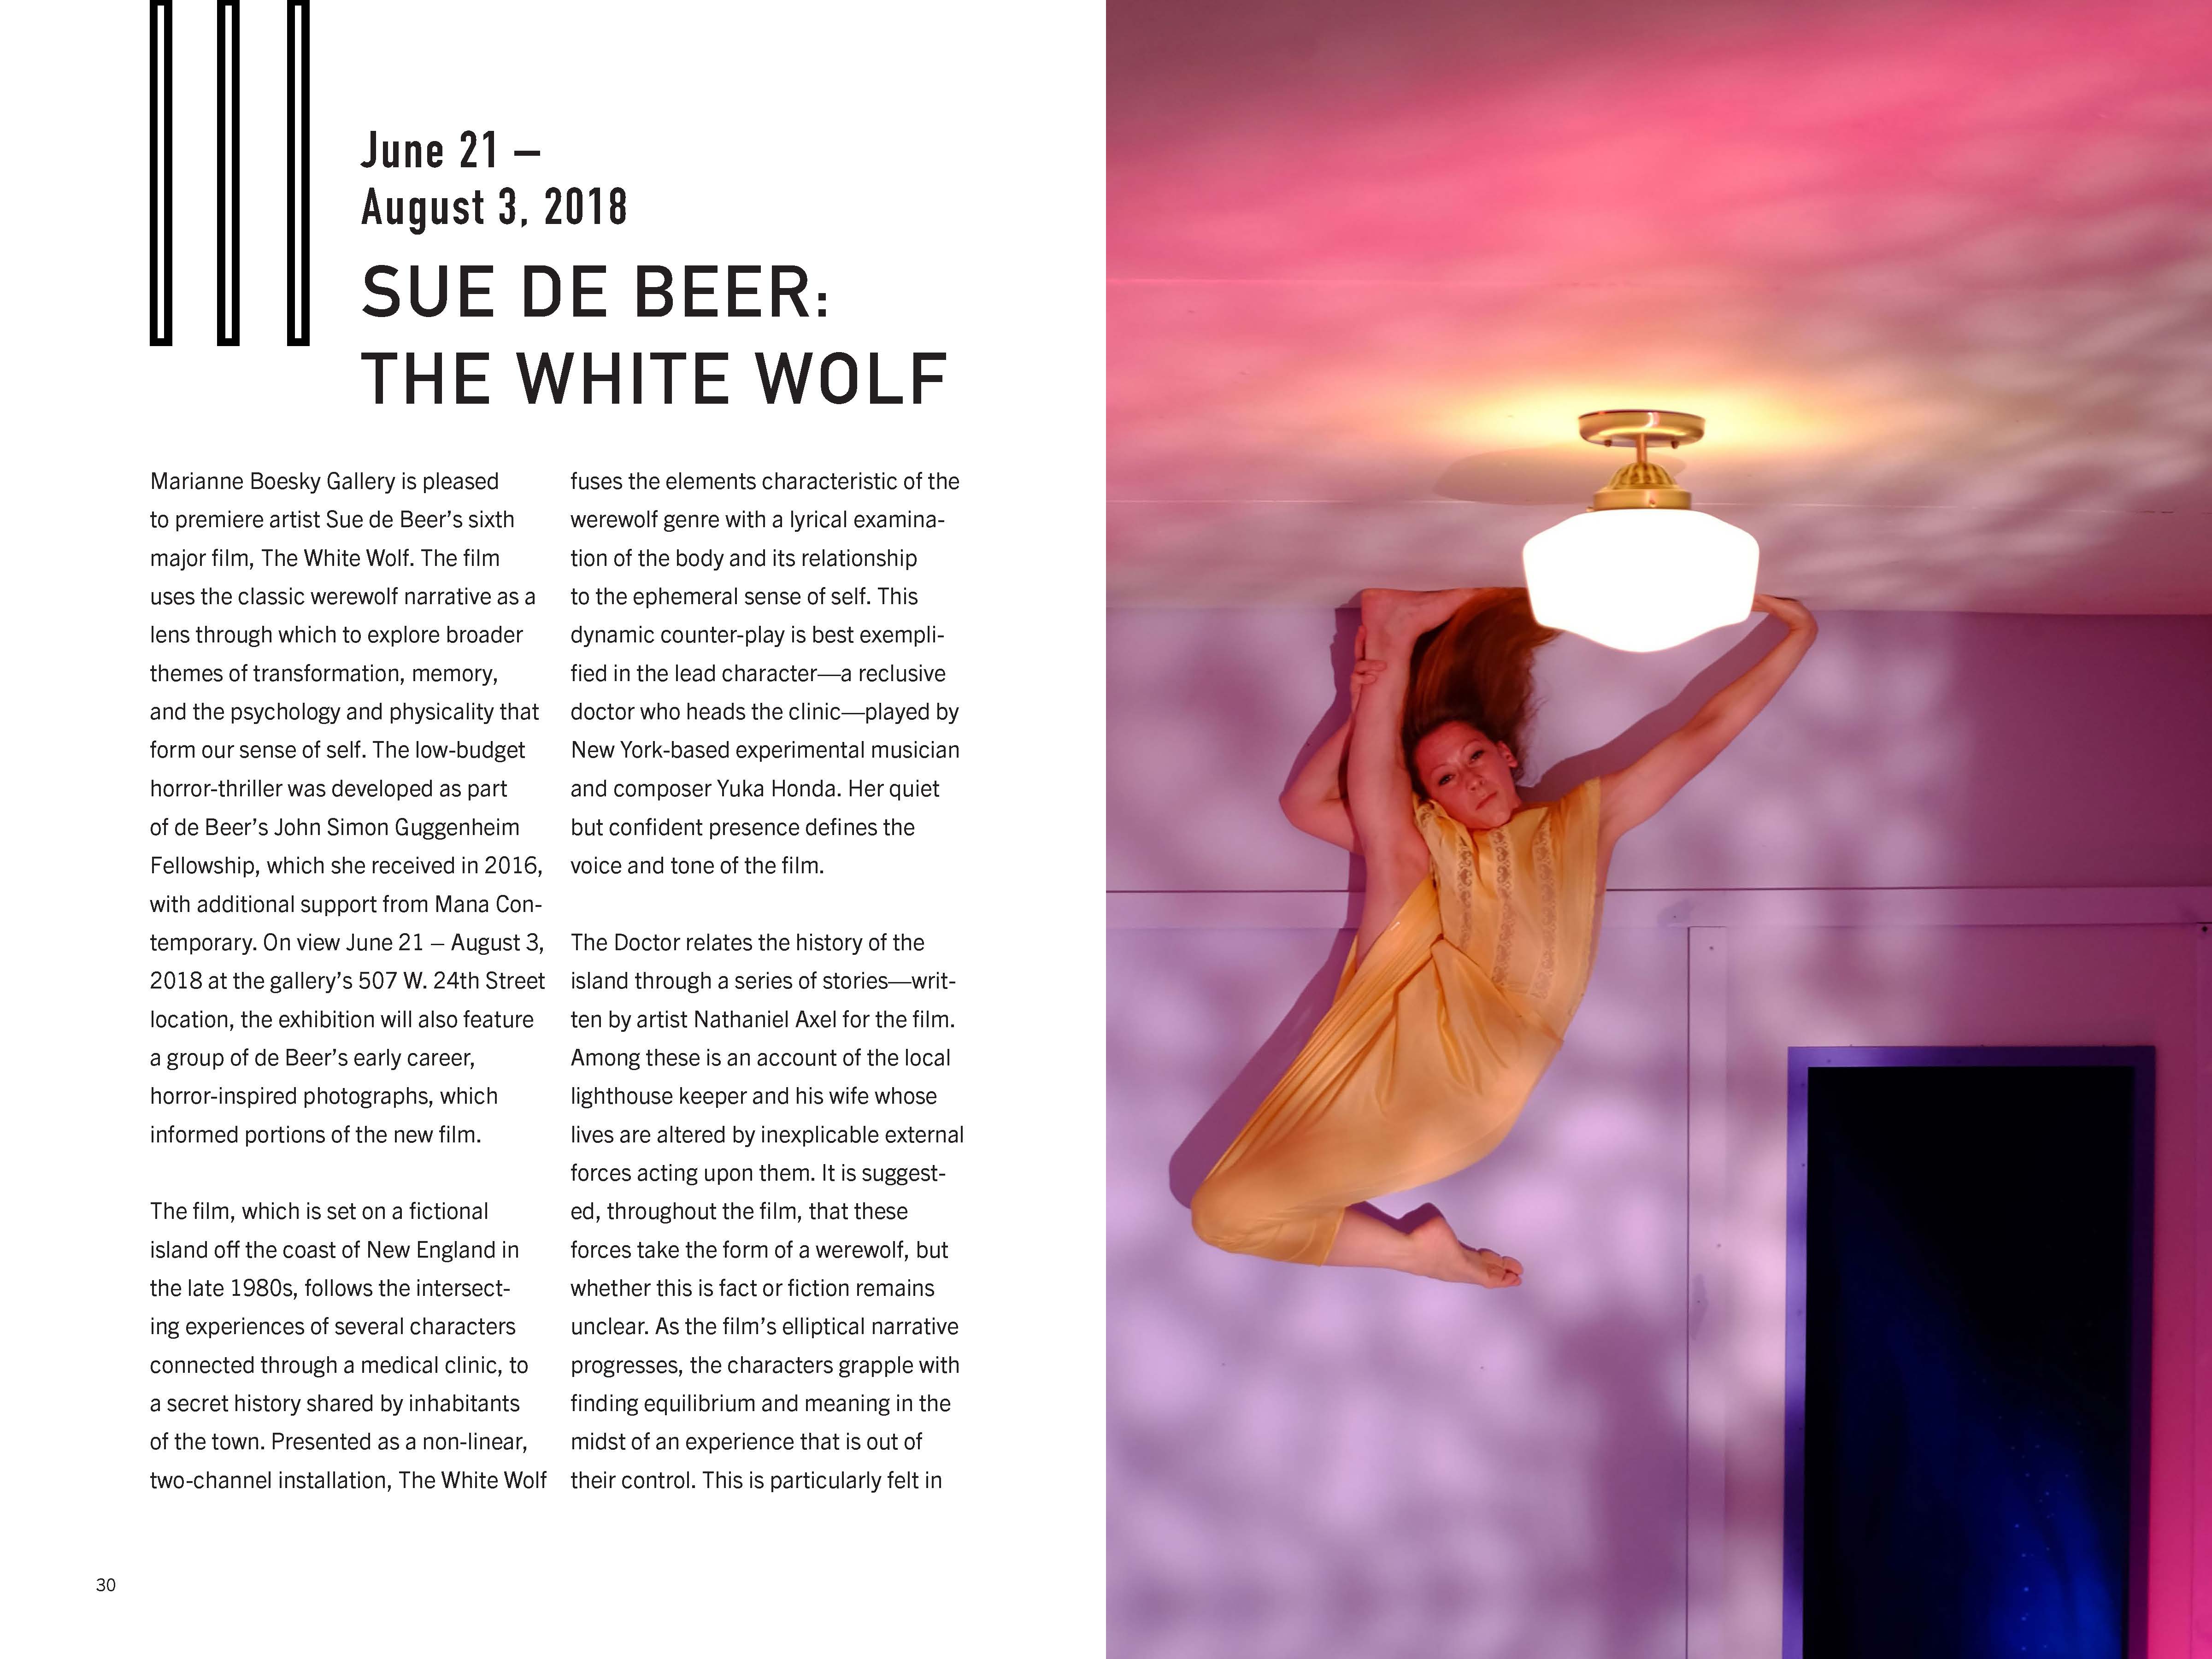 June 21 –
August 3, 2018
SUE DE BEER:
THE WHITE WOLF
Marianne Boesky Gallery is pleased
to premiere artist Sue de Beer’s sixth
major film, The White Wolf. The film
uses the classic werewolf narrative as a
lens through which to explore broader
themes of transformation, memory,
and the psychology and physicality that
form our sense of self. The low-budget
horror-thriller was developed as part
of de Beer’s John Simon Guggenheim
Fellowship, which she received in 2016,
with additional support from Mana Con-
temporary. On view June 21 – August 3,
2018 at the gallery’s 507 W. 24th Street
location, the exhibition will also feature
a group of de Beer’s early career,
horror-inspired photographs, which
informed portions of the new film.
The film, which is set on a fictional
island off the coast of New England in
the late 1980s, follows the intersect-
ing experiences of several characters
connected through a medical clinic, to
a secret history shared by inhabitants
of the town. Presented as a non-linear,
two-channel installation, The White Wolf
fuses the elements characteristic of the
werewolf genre with a lyrical examina-
tion of the body and its relationship
to the ephemeral sense of self. This
dynamic counter-play is best exempli-
fied in the lead character—a reclusive
doctor who heads the clinic—played by
New York-based experimental musician
and composer Yuka Honda. Her quiet
but confident presence defines the
voice and tone of the film.
The Doctor relates the history of the
island through a series of stories—writ-
ten by artist Nathaniel Axel for the film.
Among these is an account of the local
lighthouse keeper and his wife whose
lives are altered by inexplicable external
forces acting upon them. It is suggest-
ed, throughout the film, that these
forces take the form of a werewolf, but
whether this is fact or fiction remains
unclear. As the film’s elliptical narrative
progresses, the characters grapple with
finding equilibrium and meaning in the
midst of an experience that is out of
their control. This is particularly felt in
30